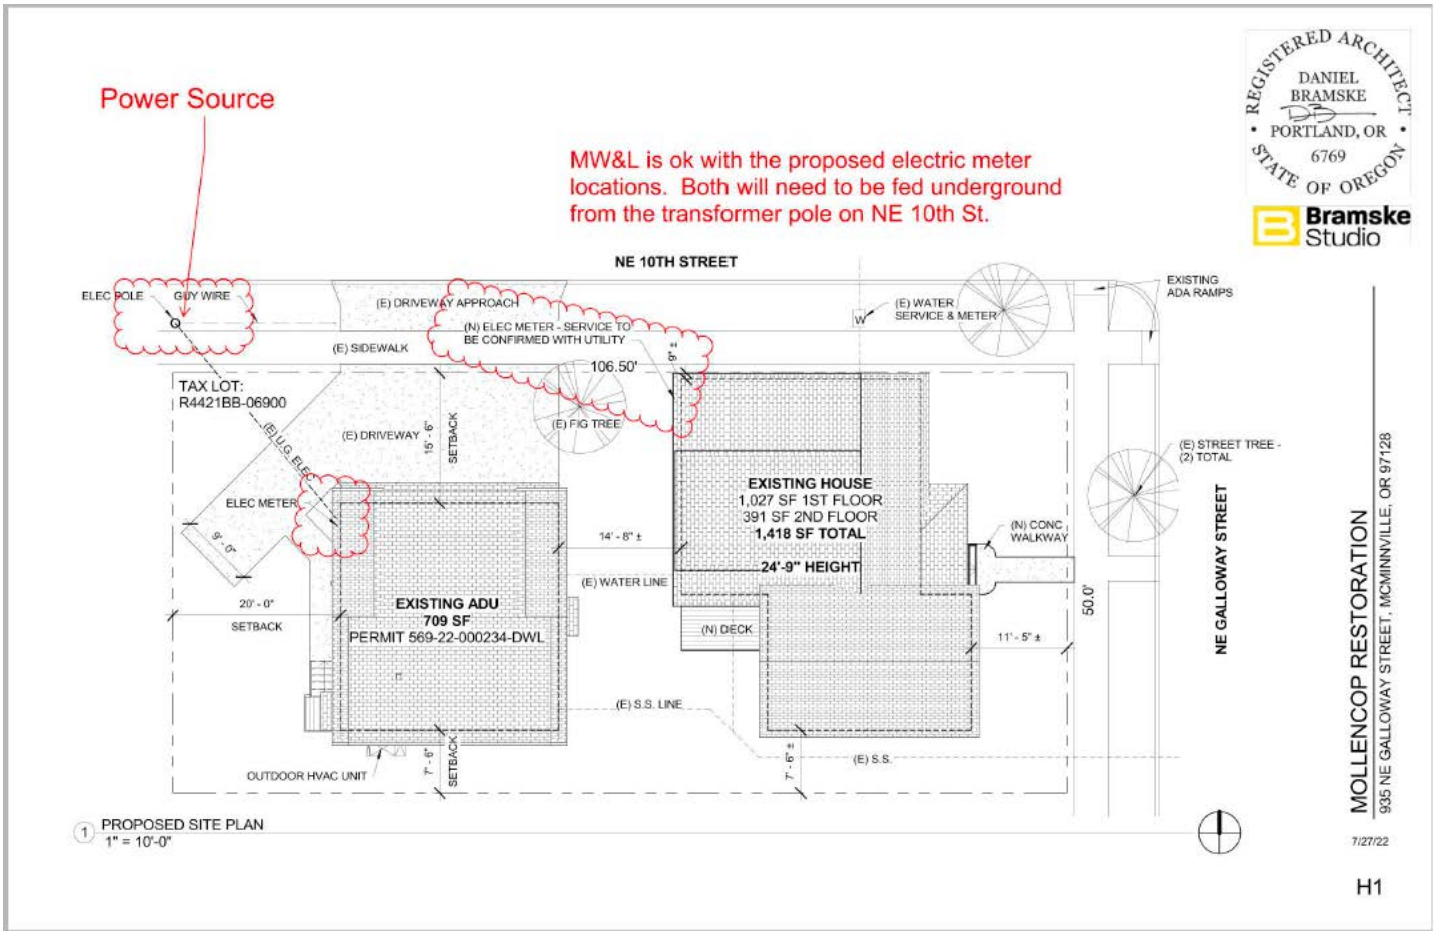 Power Source
MW&L is ok with the proposed electric meter
locations. Both will need to be fed underground
from the transformer pole on NE 10th St.
REGISTERED ARCHITECT
DANIEL
BRAMSKE
PORTLAND, OR
6769
STATE OF OREGON
Bramske
Studio
NE 10TH STREET
ELEC POLE
GUY WIRE
(E) DRIVEWAY APPROACH
(N) ELEC METER - SERVICE TO
BE CONFIRMED WITH UTILITY
(E) WATER
SERVICE & METER
W
EXISTING
ADA RAMPS
(E) SIDEWALK
106.50'
9" ±
TAX LOT:
R4421BB-06900
(E) U.G. ELEC
(E) DRIVEWAY
15' - 6"
SETBACK
(E) FIG TREE
(E) STREET TREE -
(2) TOTAL
ELEC METER
EXISTING HOUSE
1,027 SF 1ST FLOOR
391 SF 2ND FLOOR
1,418 SF TOTAL
24'-9" HEIGHT
(N) CONC
WALKWAY
9' - 0"
14' - 8" ±
(E) WATER LINE
20' - 0"
SETBACK
EXISTING ADU
709 SF
PERMIT 569-22-000234-DWL
(N) DECK
11' - 5" ±
50.0'
NE GALLOWAY STREET
(E) S.S. LINE
(E) S.S.
7' - 6"
SETBACK
7' - 6" ±
OUTDOOR HVAC UNIT
1
PROPOSED SITE PLAN
1" = 10'-0"
MOLLENCOP RESTORATION
935 NE GALLOWAY STREET, MCMINNVILLE, OR 97128
7/27/22
H1